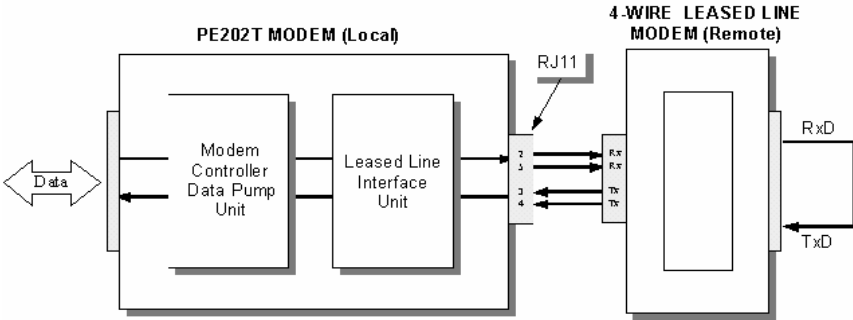 4-WIRE LEASED LINE
MODEM (Remote)
PE202T MODEM (Local)
RJ11
Data
Modem
Controller
Data Pump
Unit
Leased Line
Interface
Unit
2
5
3
4
Rx
Rx
Tx
Tx
RxD
TxD